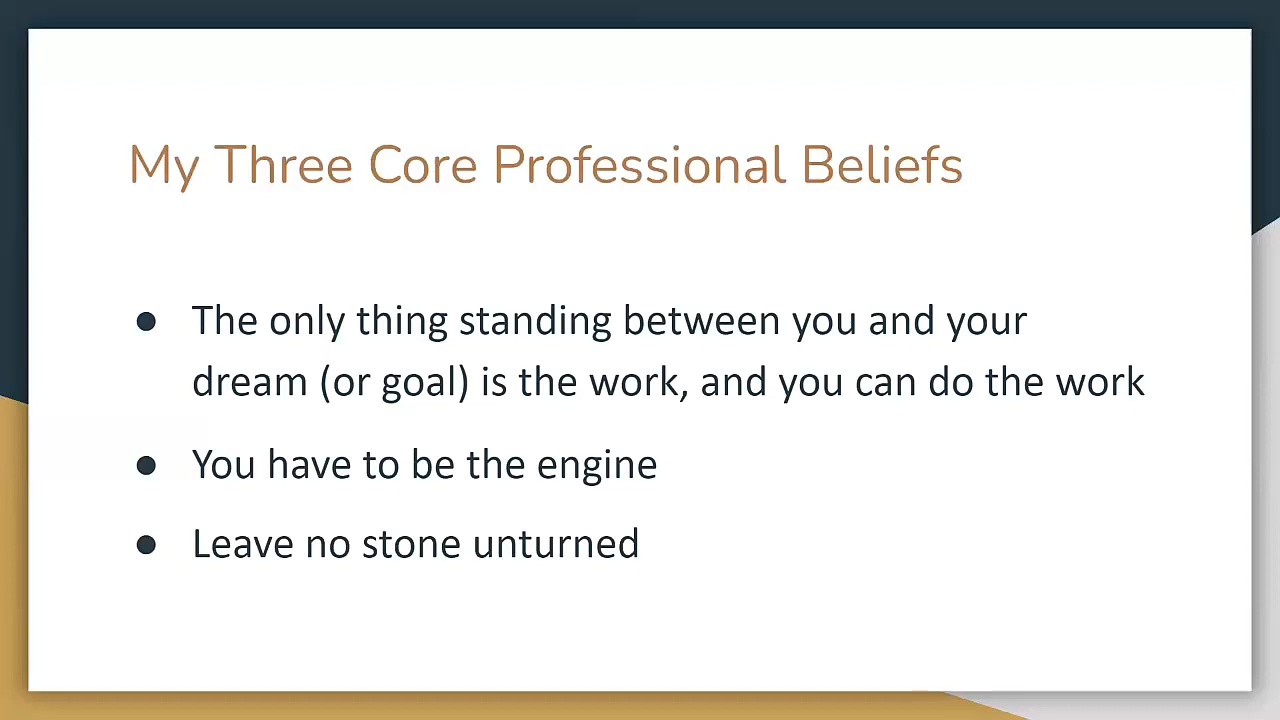 My Three Core Professional Beliefs
● The only thing standing between you and your
dream (or goal) is the work, and you can do the work
● You have to be the engine
● Leave no stone unturned